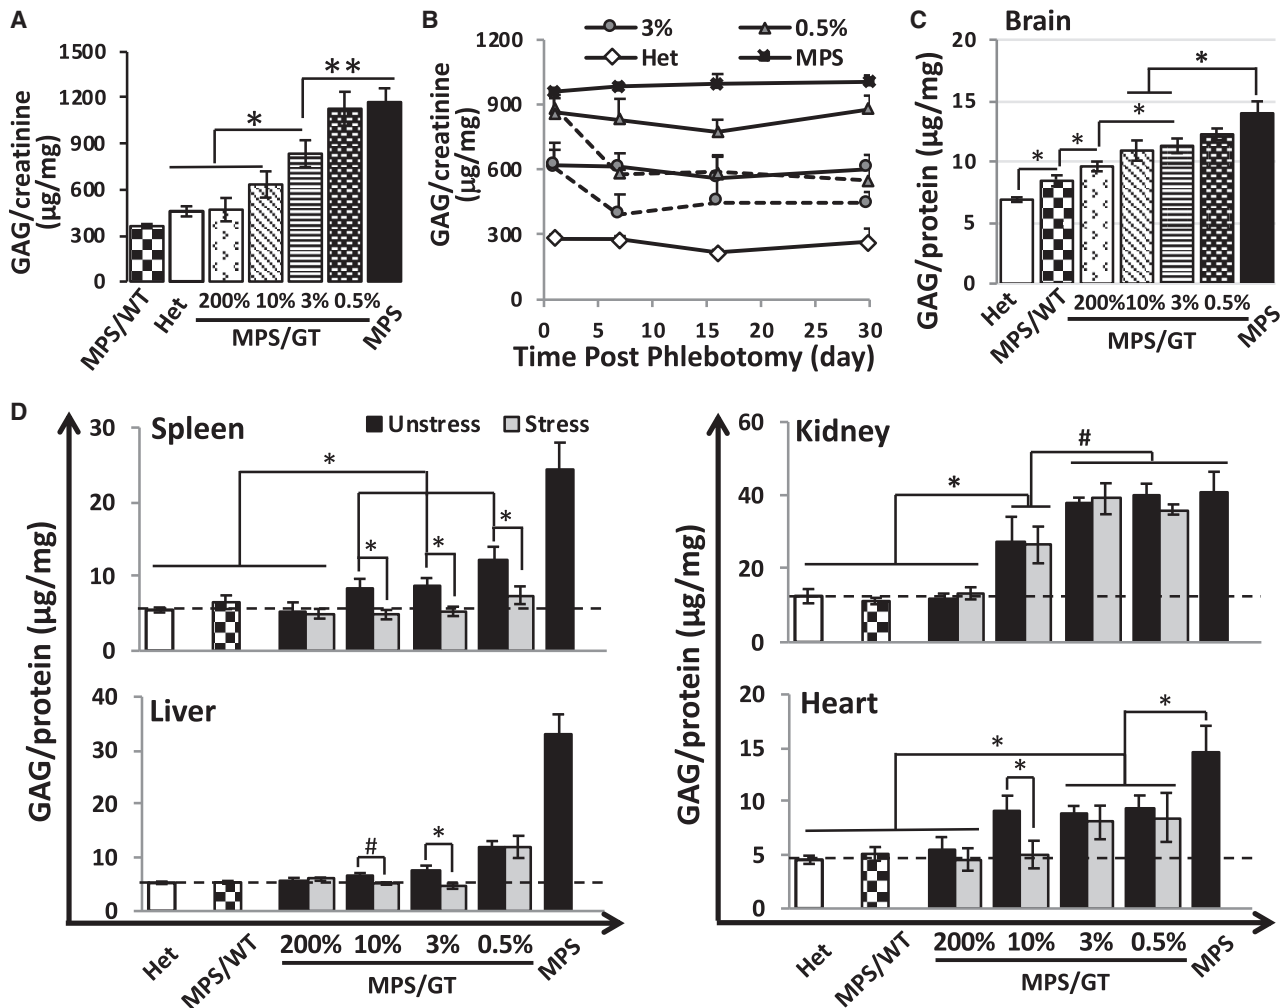 A
1500
1200
900
600
300
0
GAG/creatinine
(µg/mg)
*
**
MPS/WT
Het
200% 10% 3% 0.5%
MPS/GT
MPS
B
3% 0.5%
Het MPS
1200
900
600
300
0
GAG/creatinine
(µg/mg)
0 5 10 15 20 25 30
Time Post Phlebotomy (day)
C
Brain
20
15
10
5
0
GAG/protein (µg/mg)
*
*
*
*
Het
MPS/WT
200% 10% 3% 0.5%
MPS/GT
MPS
D
Spleen
Unstress Stress
30
20
10
0
*
*
*
*
Liver
40
30
20
10
0
#
*
GAG/protein (µg/mg)
Het
MPS/WT
200% 10% 3% 0.5%
MPS/GT
MPS
Kidney
60
40
20
0
*
#
Heart
20
15
10
5
0
*
*
*
GAG/protein (µg/mg)
Het
MPS/WT
200% 10% 3% 0.5%
MPS/GT
MPS